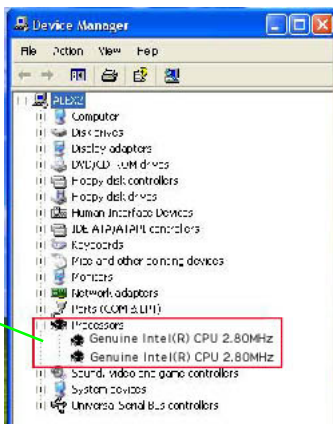 Device Manager
File Action View Help
ALEX2
Computer
Disk drives
Display adapters
DVD/CD-ROM drives
Floppy disk controllers
Floppy disk drives
Human Interface Devices
IDE ATA/ATAPI controllers
Keyboards
Mice and other pointing devices
Monitors
Network adapters
Ports (COM & LPT)
Processors
Genuine Intel(R) CPU 2.80MHz
Genuine Intel(R) CPU 2.80MHz
Sound, video and game controllers
System devices
Universal Serial Bus controllers